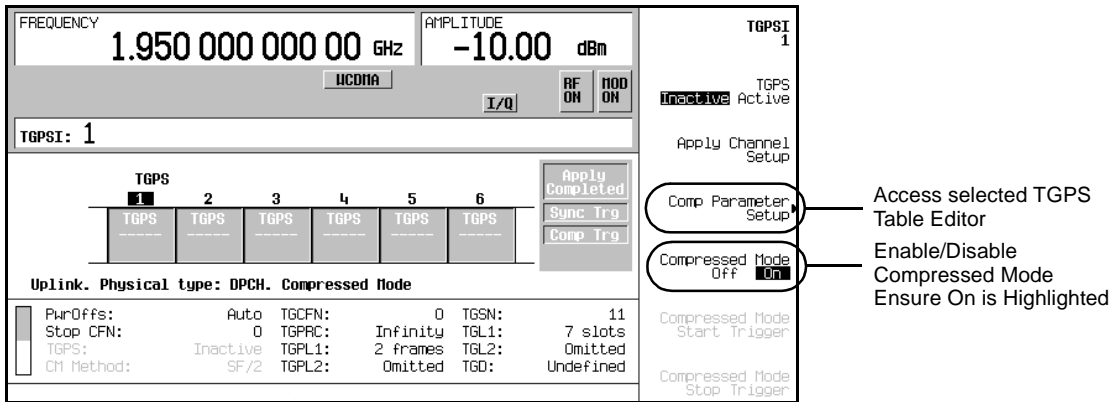 FREQUENCY
1.950 000 000 00 GHz
AMPLITUDE
-10.00 dBm
WCDMA
I/Q
RF ON
MOD ON
TGPSI: 1
TGPS
1 2 3 4 5 6
TGPS TGPS TGPS TGPS TGPS TGPS
----- ----- ----- ----- ----- -----
Apply Completed
Sync Trg
Comp Trg
Uplink. Physical type: DPCH. Compressed Mode
PwrOffs: Auto TGCFN: 0 TGSN: 11
Stop CFN: 0 TGPRC: Infinity TGL1: 7 slots
TGPS: Inactive TGPL1: 2 frames TGL2: Omitted
CM Method: SF/2 TGPL2: Omitted TGD: Undefined
TGPSI
1
TGPS
Inactive Active
Apply Channel
Setup
Comp Parameter
Setup
Compressed Mode
Off On
Compressed Mode
Start Trigger
Compressed Mode
Stop Trigger
Access selected TGPS
Table Editor
Enable/Disable
Compressed Mode
Ensure On is Highlighted